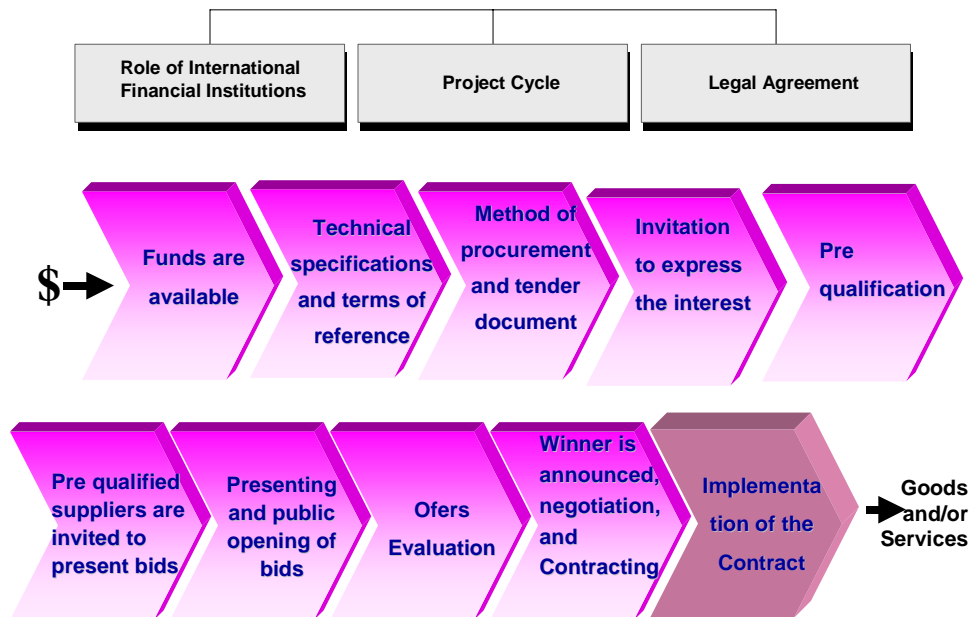 Role of International
Financial Institutions
Project Cycle
Legal Agreement
$
Funds are
available
Technical
specifications
and terms of
reference
Method of
procurement
and tender
document
Invitation
to express
the interest
Pre
qualification
Pre qualified
suppliers are
invited to
present bids
Presenting
and public
opening of
bids
Ofers
Evaluation
Winner is
announced,
negotiation,
and
Contracting
Implementa
tion of the
Contract
Goods
and/or
Services